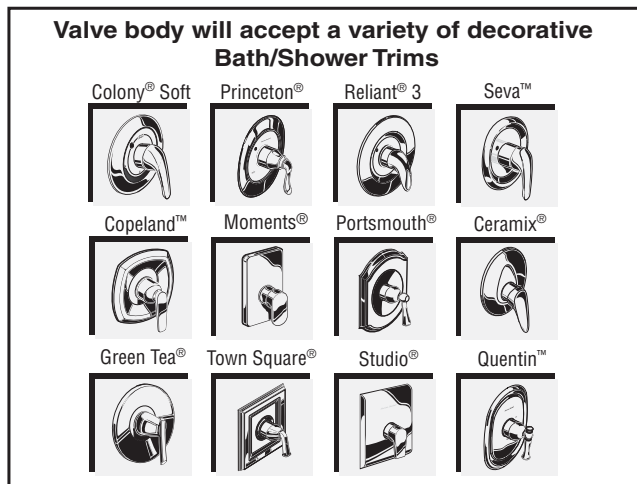 Valve body will accept a variety of decorative
Bath/Shower Trims
Colony® Soft Princeton® Reliant® 3 Seva™
Copeland™ Moments® Portsmouth® Ceramix®
Green Tea® Town Square® Studio® Quentin™